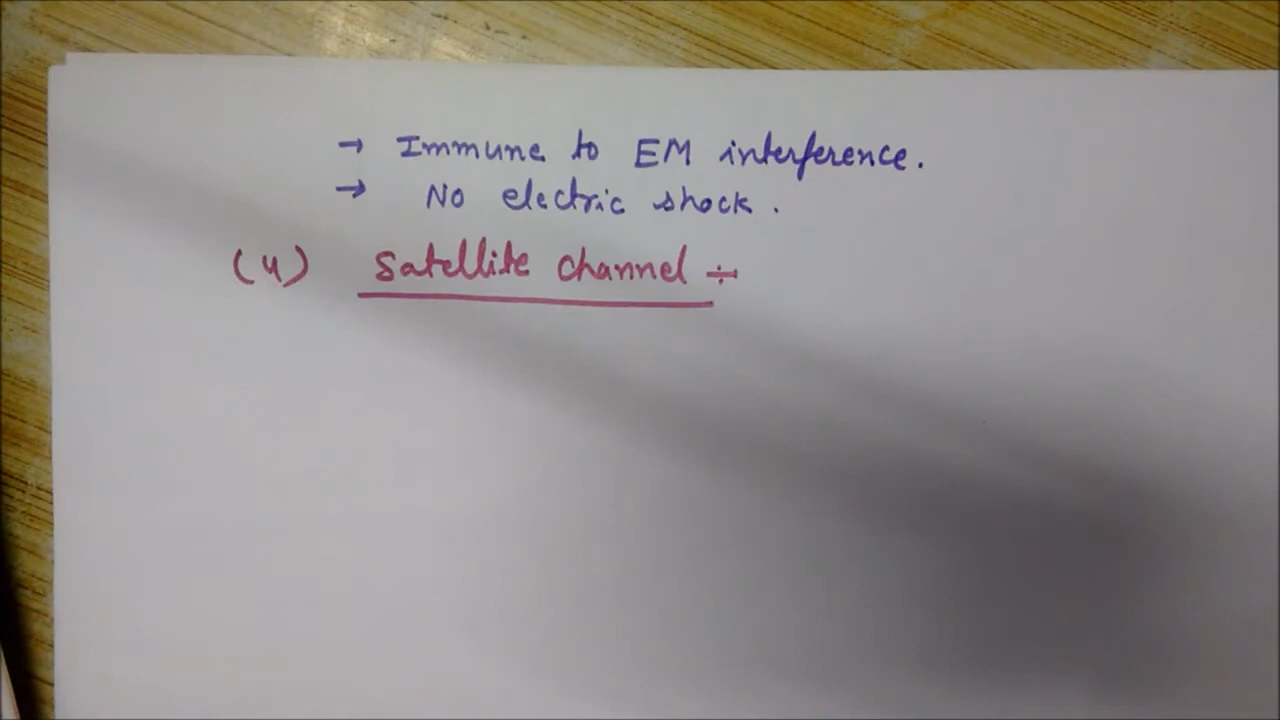 → Immune to EM interference.
→ No electric shock.
(4) Satellite channel :-